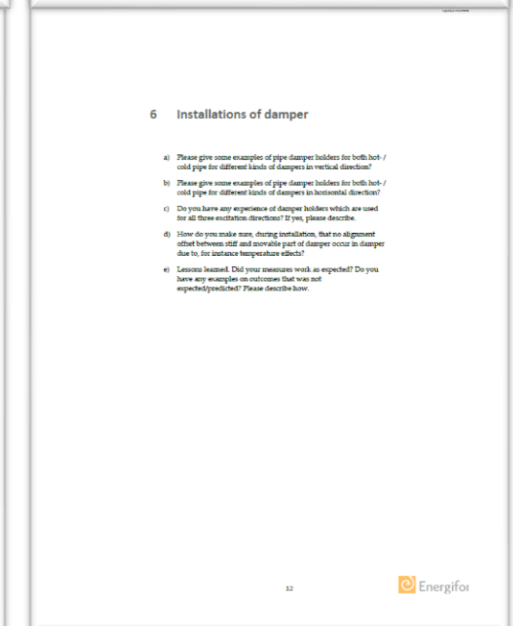 6 Installations of damper
a) Please give some examples of pipe damper holders for both hot- /
cold pipe for different kinds of dampers in vertical direction?
b) Please give some examples of pipe damper holders for both hot- /
cold pipe for different kinds of dampers in horisontal direction?
c) Do you have any experience of damper holders which are used
for all three excitation directions? If yes, please describe.
d) How do you make sure, during installation, that no alignment
offset between stiff and movable part of damper occur in damper
due to, for instance temperature effects?
e) Lessons learned. Did your measures work as expected? Do you
have any examples on outcomes that was not
expected/predicted? Please describe how.
12
Energifor